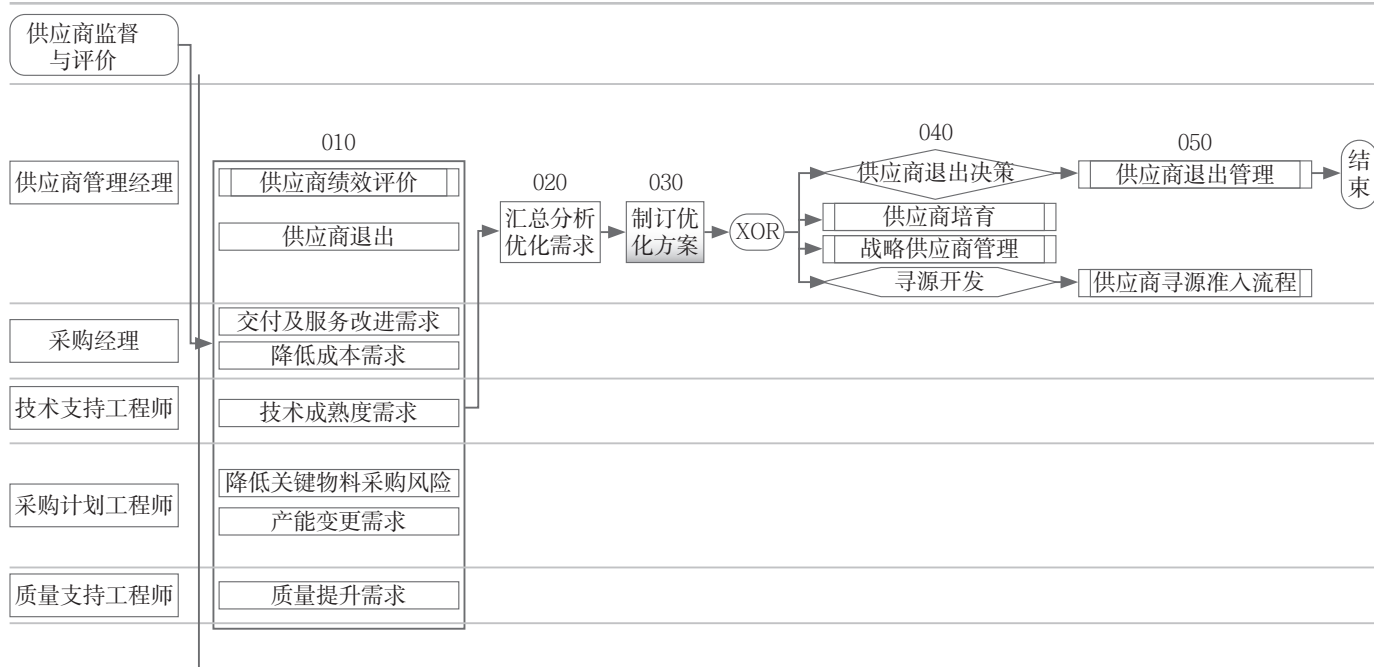 供应商监督
与评价
供应商管理经理
采购经理
技术支持工程师
采购计划工程师
质量支持工程师
010
供应商绩效评价
供应商退出
交付及服务改进需求
降低成本需求
技术成熟度需求
降低关键物料采购风险
产能变更需求
质量提升需求
020
汇总分析
优化需求
030
制订优
化方案
XOR
040
供应商退出决策
供应商培育
战略供应商管理
寻源开发
050
供应商退出管理
供应商寻源准入流程
结
束